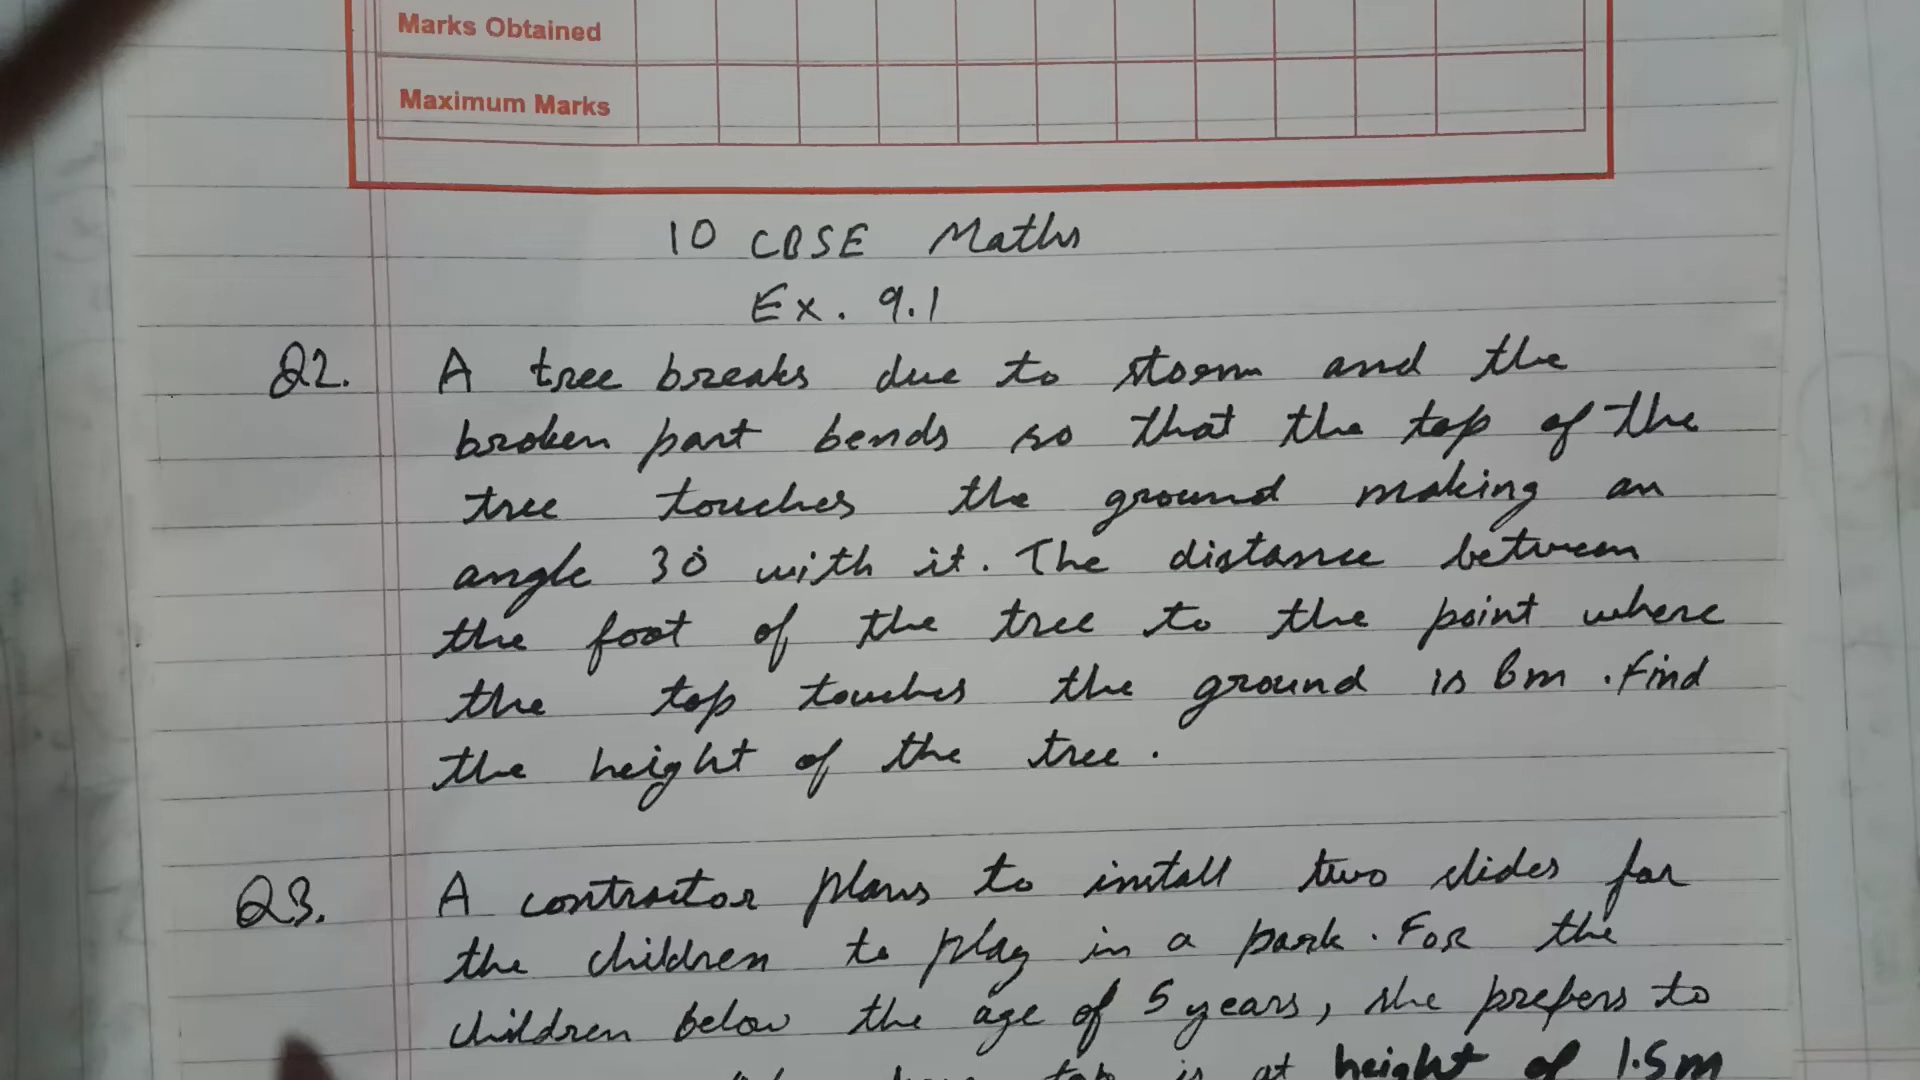 Marks Obtained
Maximum Marks
10 CBSE Maths
Ex. 9.1
Q2. A tree breaks due to storm and the
broken part bends so that the top of the
tree touches the ground making an
angle 30° with it. The distance between
the foot of the tree to the point where
the top touches the ground is 6m. Find
the height of the tree.
Q3. A contractor plans to install two slides for
the children to play in a park. For the
children below the age of 5 years, she prefers to
top is at height of 1.5m